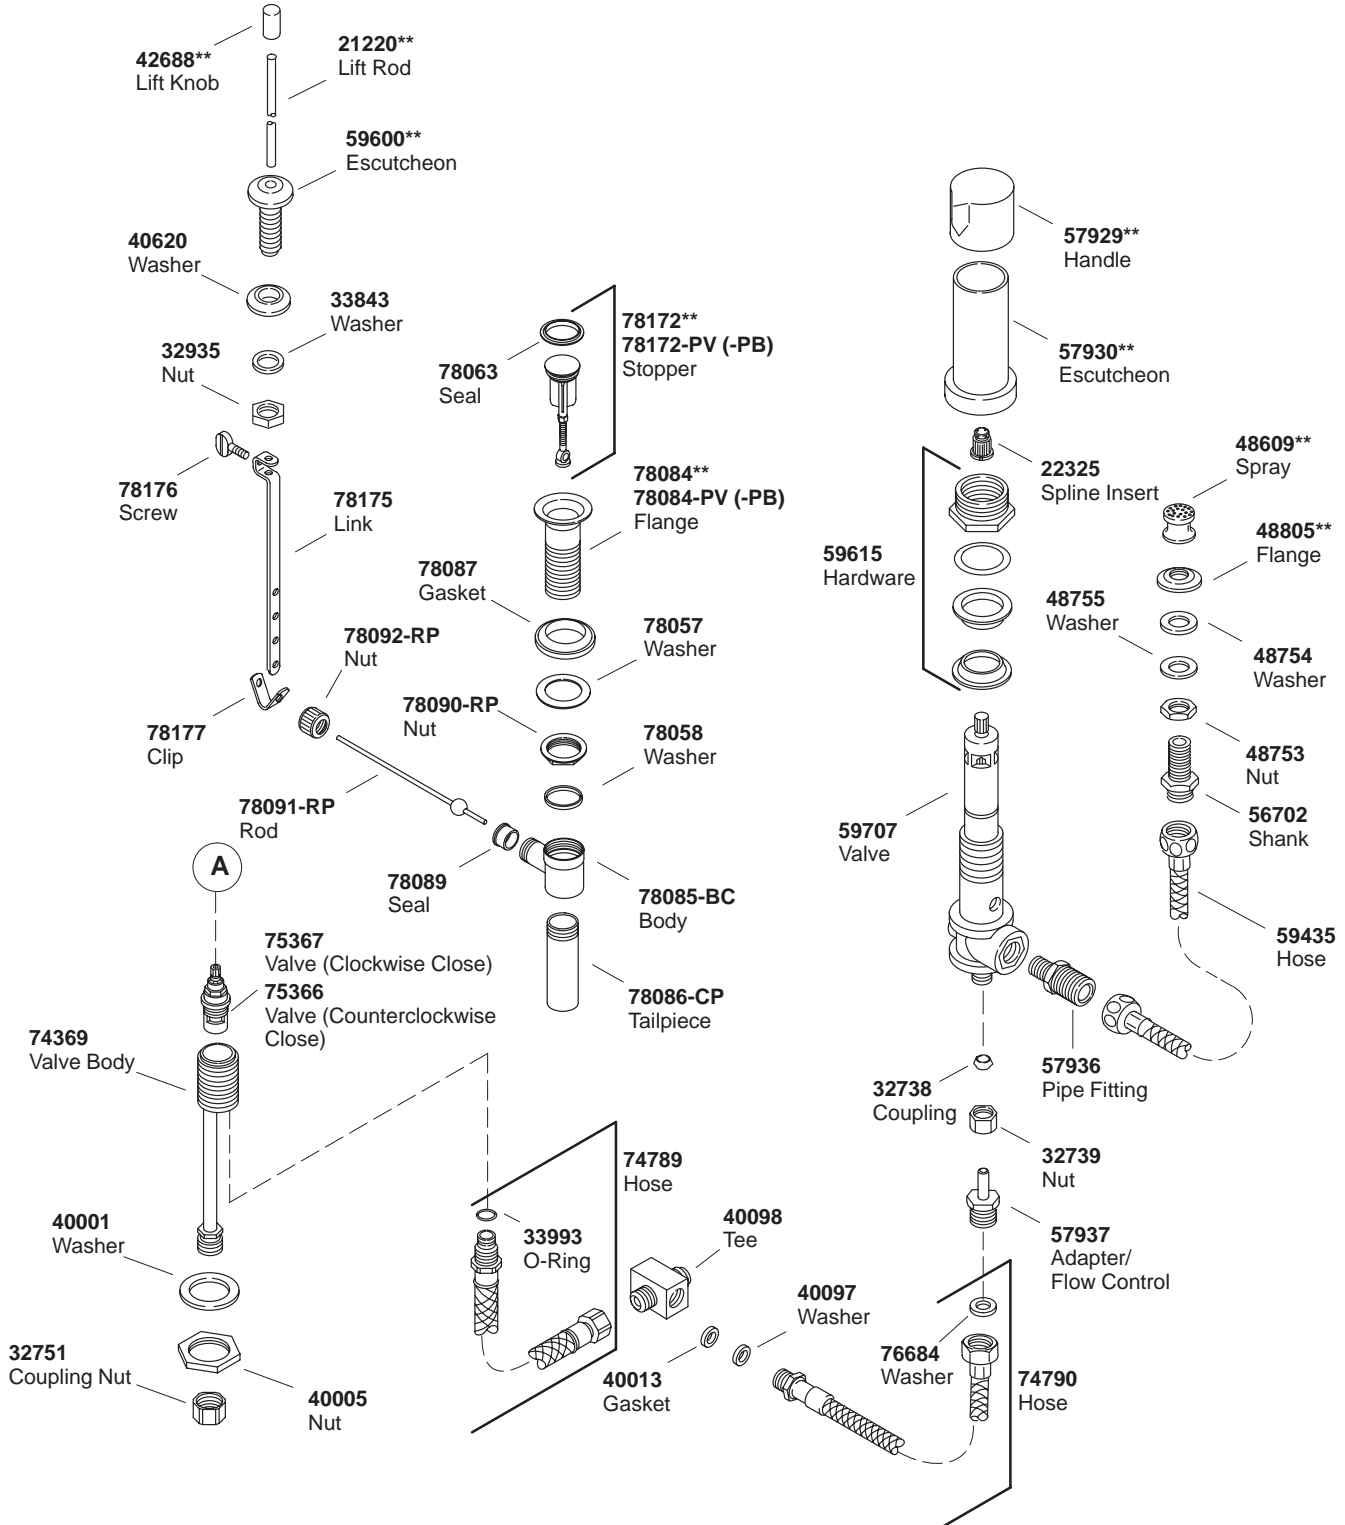 42688**
Lift Knob
21220**
Lift Rod
59600**
Escutcheon
40620
Washer
33843
Washer
32935
Nut
78176
Screw
78175
Link
78063
Seal
78172**
78172-PV (-PB)
Stopper
78084**
78084-PV (-PB)
Flange
78087
Gasket
78057
Washer
78092-RP
Nut
78090-RP
Nut
78058
Washer
78177
Clip
78091-RP
Rod
78089
Seal
78085-BC
Body
78086-CP
Tailpiece
A
75367
Valve (Clockwise Close)
75366
Valve (Counterclockwise
Close)
74369
Valve Body
40001
Washer
32751
Coupling Nut
40005
Nut
74789
Hose
33993
O-Ring
40098
Tee
40097
Washer
40013
Gasket
57929**
Handle
57930**
Escutcheon
22325
Spline Insert
59615
Hardware
48609**
Spray
48805**
Flange
48755
Washer
48754
Washer
48753
Nut
56702
Shank
59707
Valve
59435
Hose
57936
Pipe Fitting
32738
Coupling
32739
Nut
57937
Adapter/
Flow Control
76684
Washer
74790
Hose